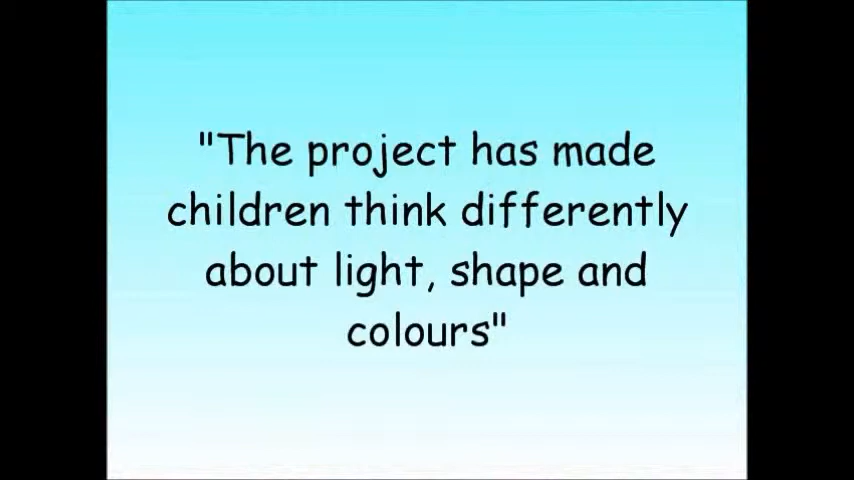 "The project has made
children think differently
about light, shape and
colours"